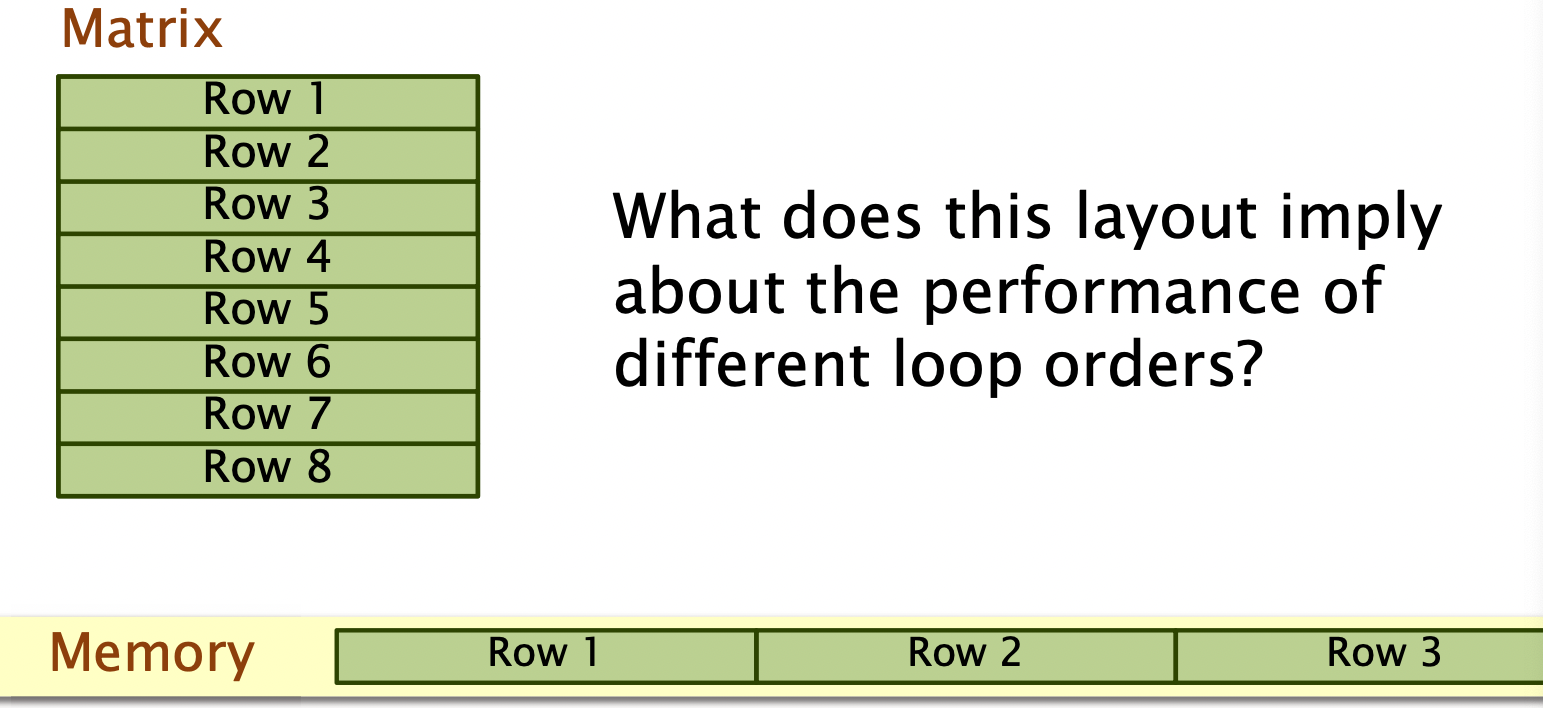 Matrix
Row 1
Row 2
Row 3
Row 4
Row 5
Row 6
Row 7
Row 8
What does this layout imply
about the performance of
different loop orders?
Memory
Row 1
Row 2
Row 3